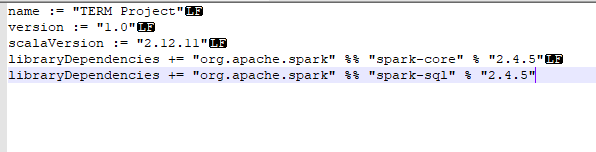 name := "TERM Project"LF
version := "1.0"LF
scalaVersion := "2.12.11"LF
libraryDependencies += "org.apache.spark" %% "spark-core" % "2.4.5"LF
libraryDependencies += "org.apache.spark" %% "spark-sql" % "2.4.5"